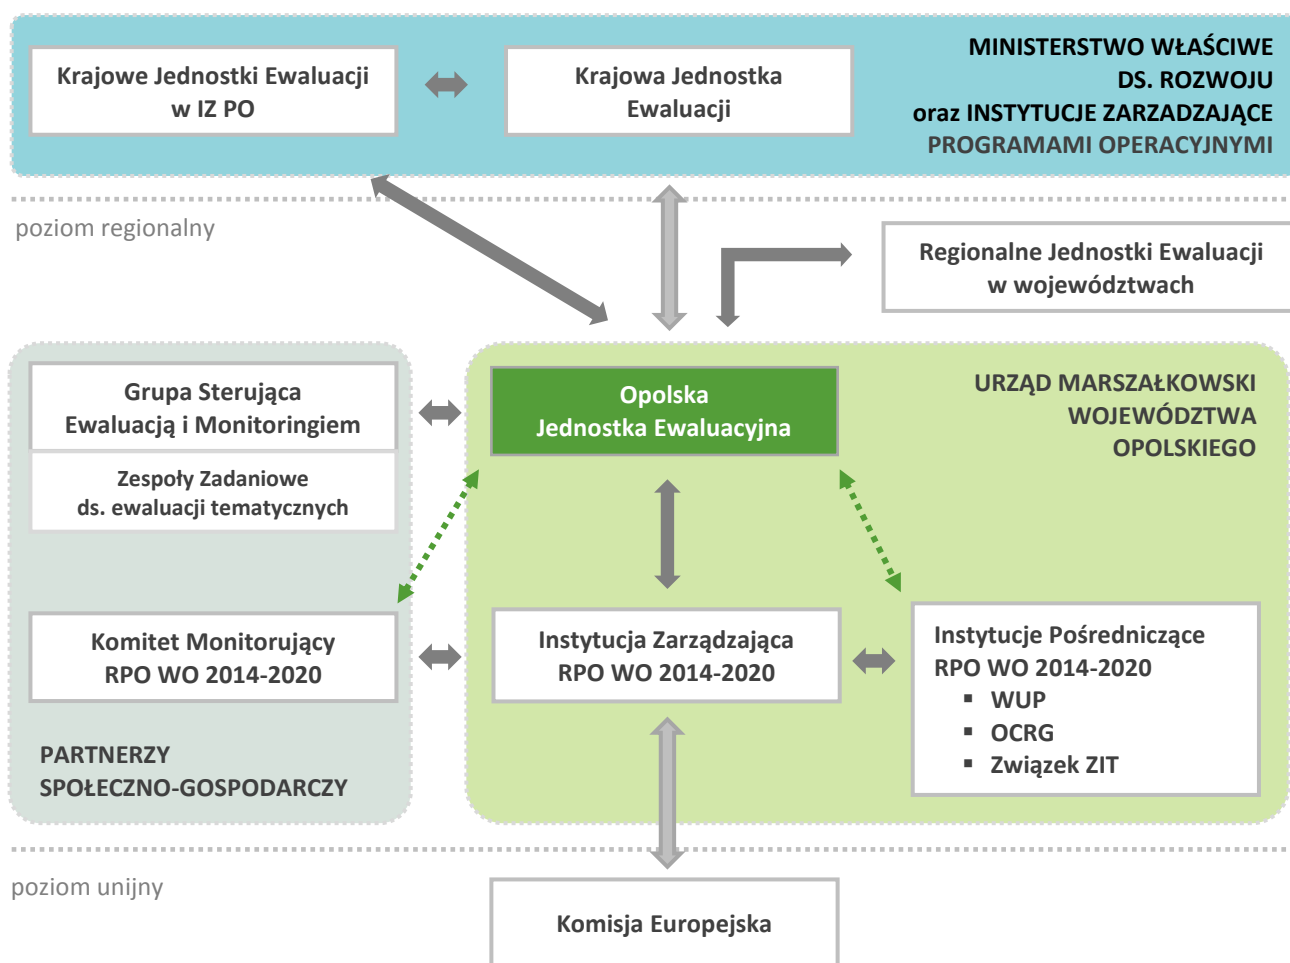 Krajowe Jednostki Ewaluacji
w IZ PO
Krajowa Jednostka
Ewaluacji
MINISTERSTWO WŁAŚCIWE
DS. ROZWOJU
oraz INSTYTUCJE ZARZADZAJĄCE
PROGRAMAMI OPERACYJNYMI
poziom regionalny
Regionalne Jednostki Ewaluacji
w województwach
Grupa Sterująca
Ewaluacją i Monitoringiem
Zespoły Zadaniowe
ds. ewaluacji tematycznych
Opolska
Jednostka Ewaluacyjna
URZĄD MARSZAŁKOWSKI
WOJEWÓDZTWA
OPOLSKIEGO
Komitet Monitorujący
RPO WO 2014-2020
Instytucja Zarządzająca
RPO WO 2014-2020
Instytucje Pośredniczące
RPO WO 2014-2020
▪ WUP
▪ OCRG
▪ Związek ZIT
PARTNERZY
SPOŁECZNO-GOSPODARCZY
poziom unijny
Komisja Europejska